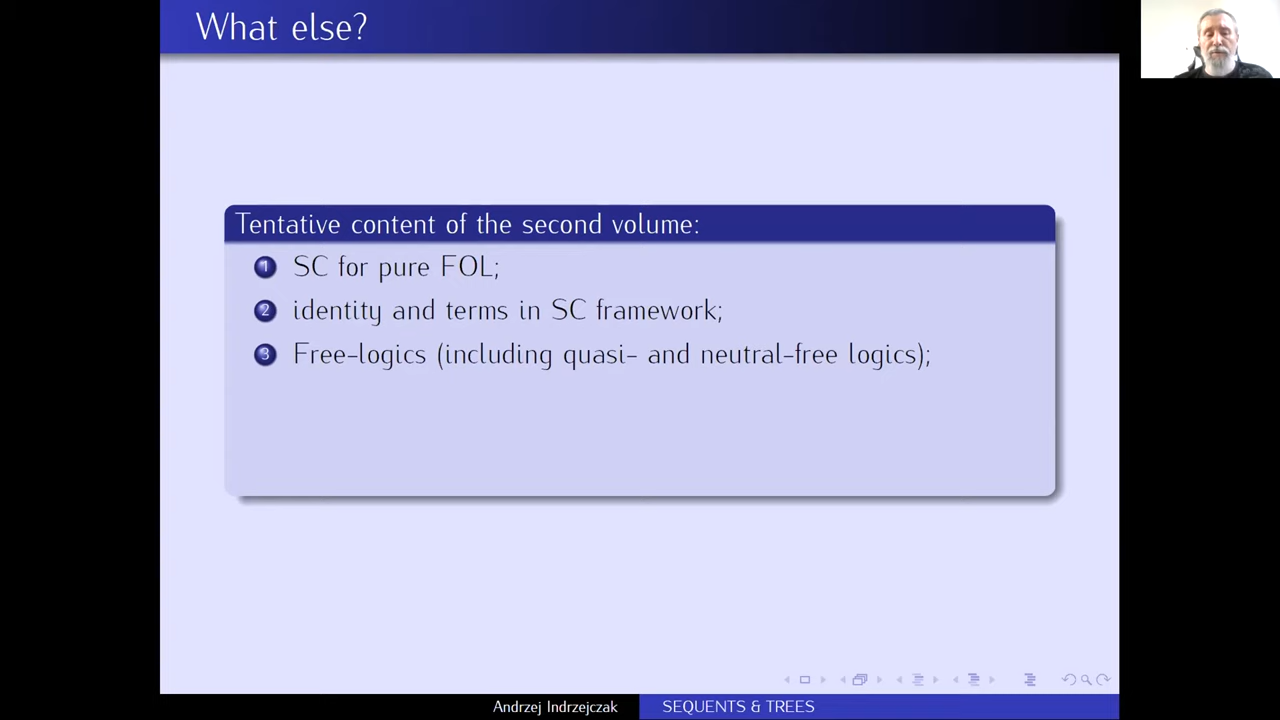 What else?
Tentative content of the second volume:
1 SC for pure FOL;
2 identity and terms in SC framework;
3 Free-logics (including quasi- and neutral-free logics);
Andrzej Indrzejczak SEQUENTS & TREES